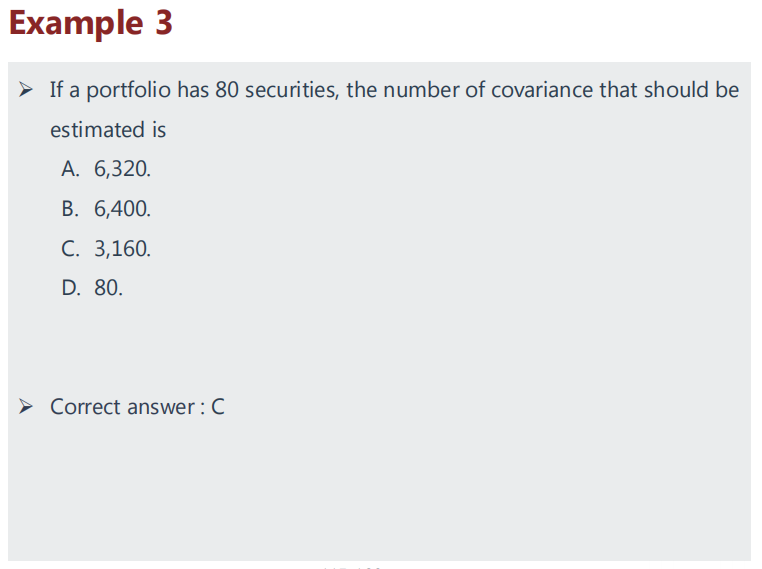 Example 3
➢ If a portfolio has 80 securities, the number of covariance that should be
estimated is
A. 6,320.
B. 6,400.
C. 3,160.
D. 80.
➢ Correct answer : C